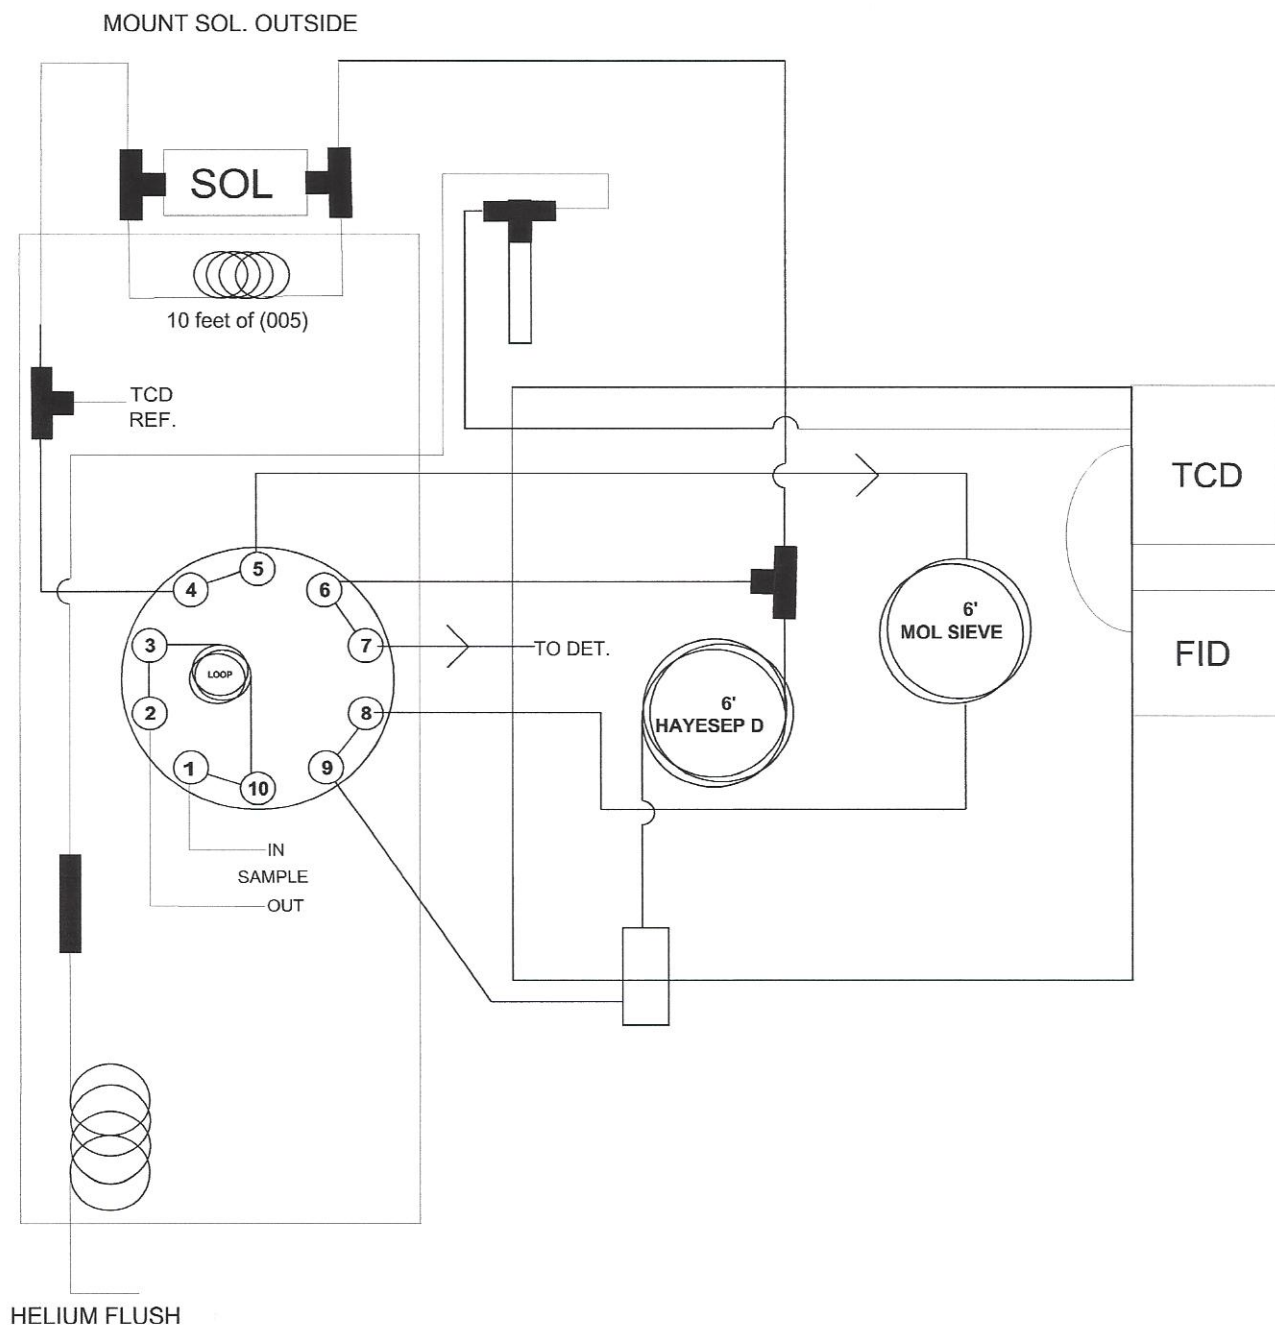 MOUNT SOL. OUTSIDE
SOL
10 feet of (005)
TCD
REF.
TCD
5
4
6
3
7
LOOP
TO DET.
6'
MOL SIEVE
FID
2
8
6'
HAYESEP D
1
9
10
IN
SAMPLE
OUT
HELIUM FLUSH